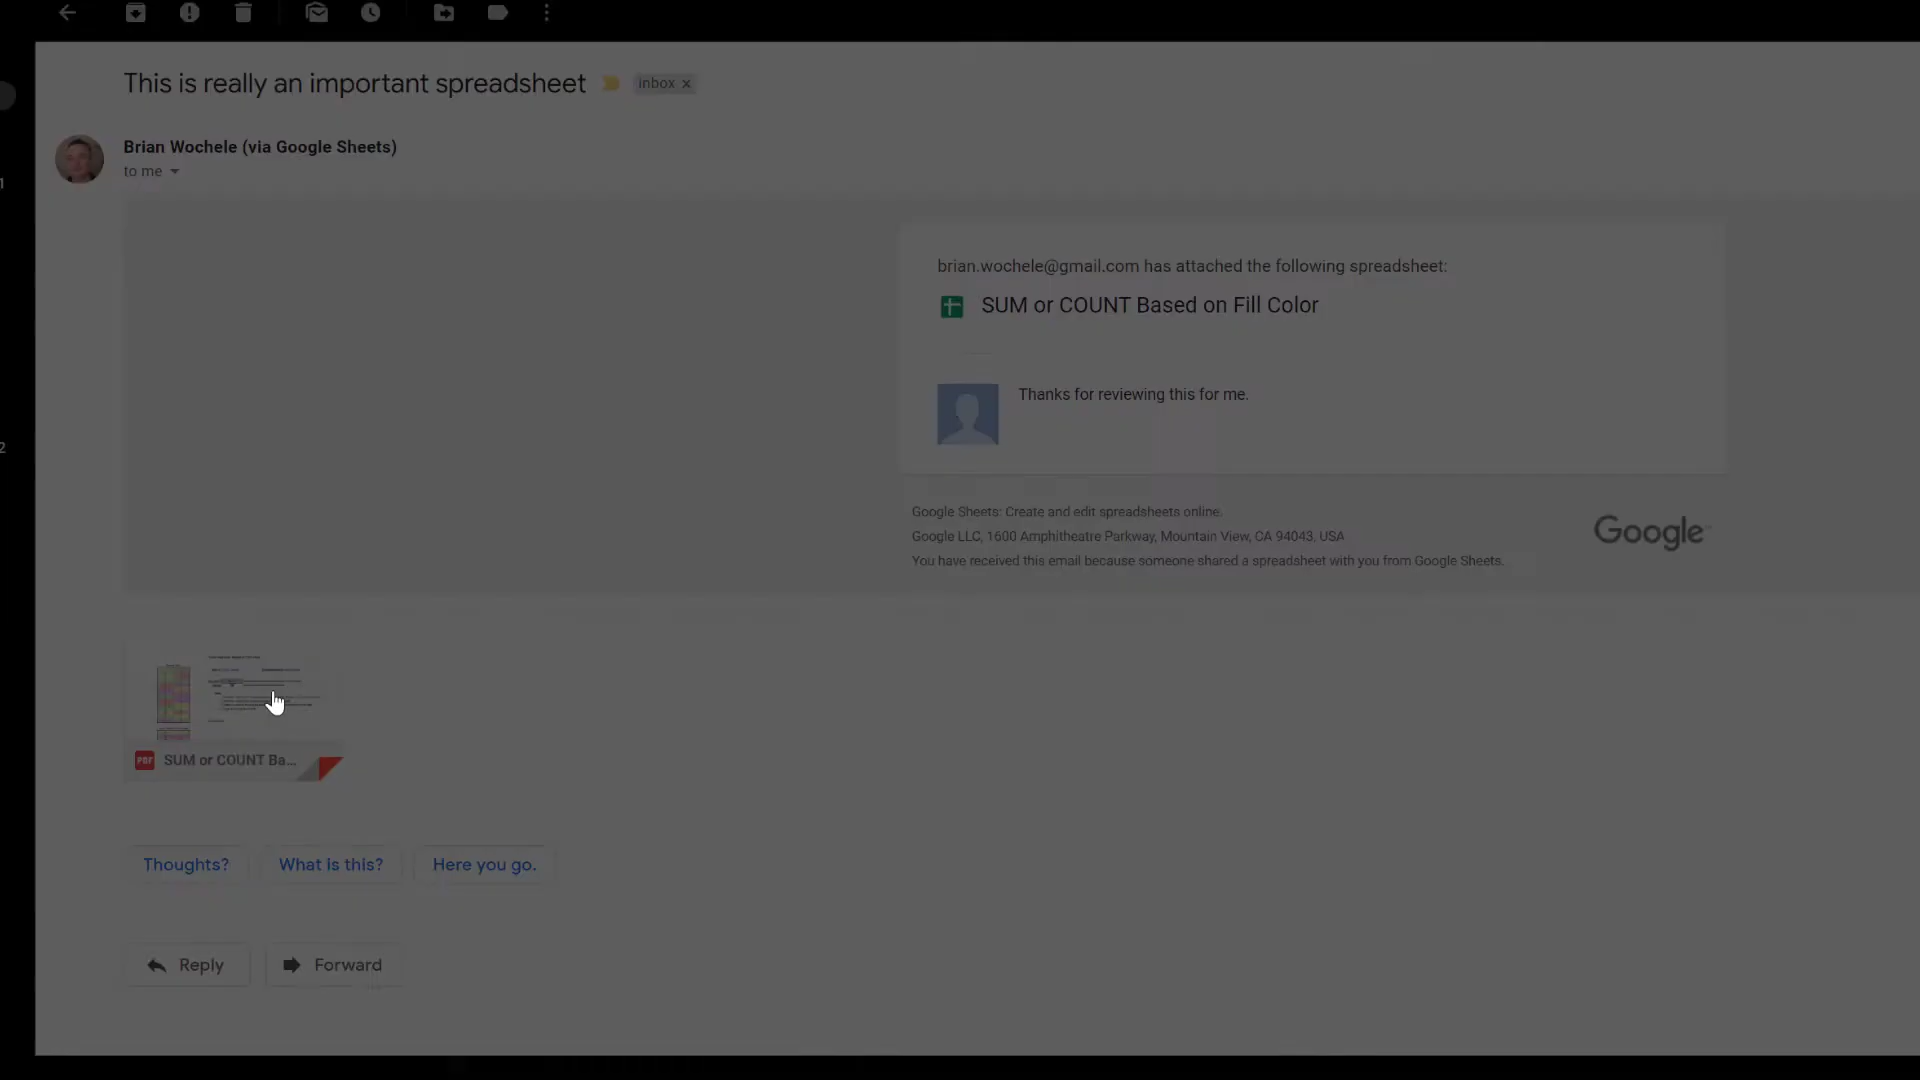 This is really an important spreadsheet
Inbox ×
Brian Wochele (via Google Sheets)
to me
1
brian.wochele@gmail.com has attached the following spreadsheet:
SUM or COUNT Based on Fill Color
Thanks for reviewing this for me.
2
Google Sheets: Create and edit spreadsheets online.
Google LLC, 1600 Amphitheatre Parkway, Mountain View, CA 94043, USA
You have received this email because someone shared a spreadsheet with you from Google Sheets.
Google
PDF SUM or COUNT Ba...
Thoughts? What is this? Here you go.
Reply Forward